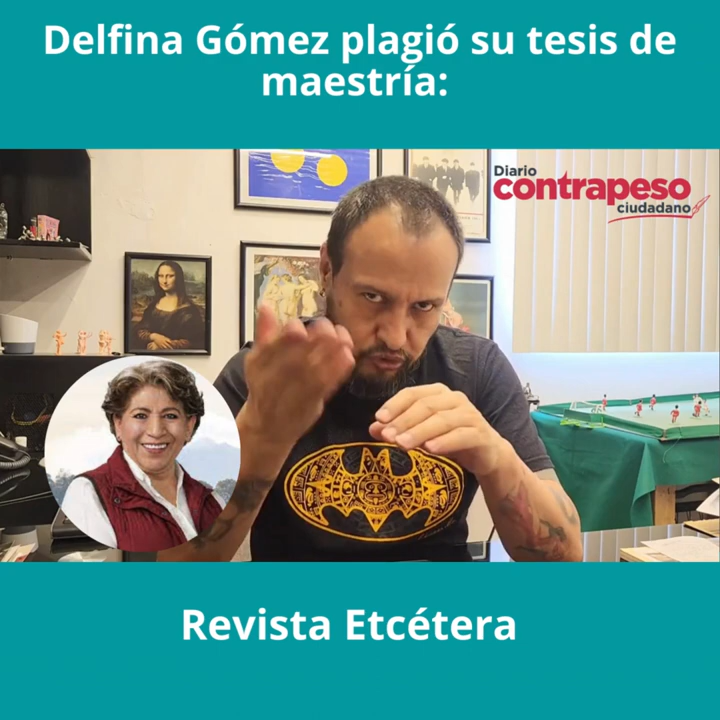 Delfina Gómez plagió su tesis de
maestría:
Diario
contrapeso
ciudadano
Revista Etcétera